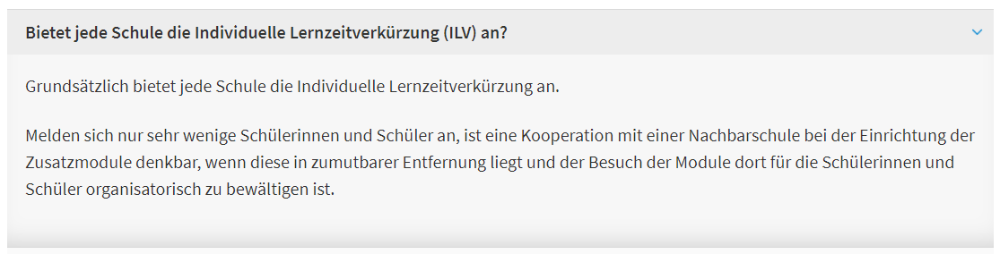 Bietet jede Schule die Individuelle Lernzeitverkürzung (ILV) an?
Grundsätzlich bietet jede Schule die Individuelle Lernzeitverkürzung an.
Melden sich nur sehr wenige Schülerinnen und Schüler an, ist eine Kooperation mit einer Nachbarschule bei der Einrichtung der
Zusatzmodule denkbar, wenn diese in zumutbarer Entfernung liegt und der Besuch der Module dort für die Schülerinnen und
Schüler organisatorisch zu bewältigen ist.